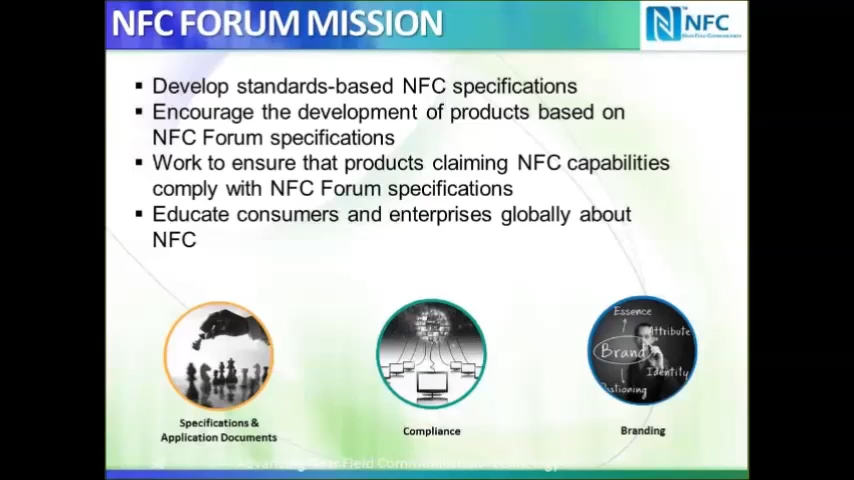 NFC FORUM MISSION
NFC
▪ Develop standards-based NFC specifications
▪ Encourage the development of products based on
NFC Forum specifications
▪ Work to ensure that products claiming NFC capabilities
comply with NFC Forum specifications
▪ Educate consumers and enterprises globally about
NFC
Essence
Attribute
Brand
Identity
Specifications &
Application Documents
Compliance
Branding
Field